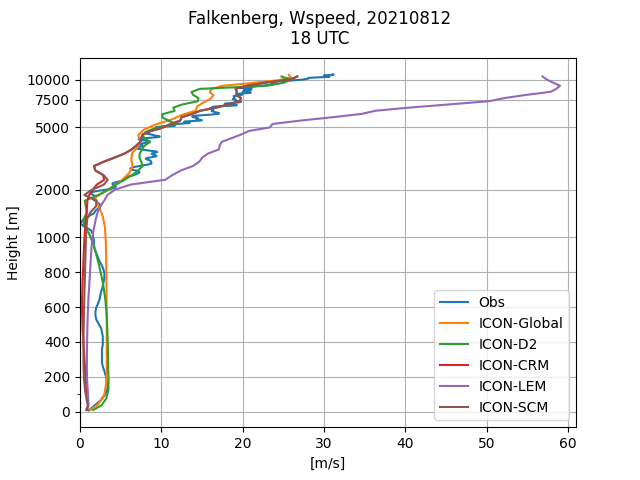 Falkenberg, Wspeed, 20210812
18 UTC
10000
7500
5000
2000
1000
800
600
400
200
0
Height [m]
0 10 20 30 40 50 60
[m/s]
Obs
ICON-Global
ICON-D2
ICON-CRM
ICON-LEM
ICON-SCM